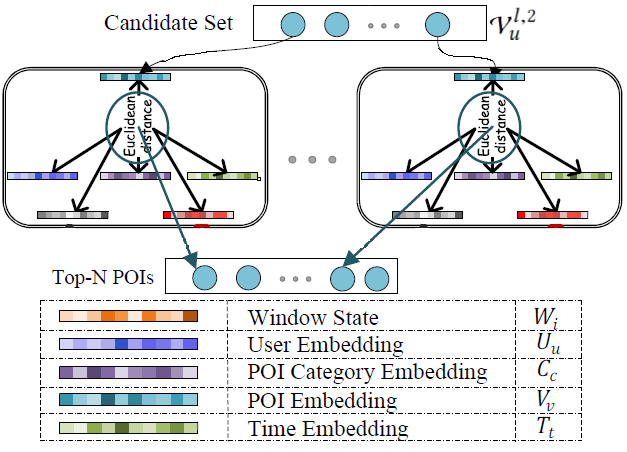 Candidate Set
𝒱_u^{l,2}
Euclidean distance
Euclidean distance
Top-N POIs
Window State W_i
User Embedding U_u
POI Category Embedding C_c
POI Embedding V_v
Time Embedding T_t